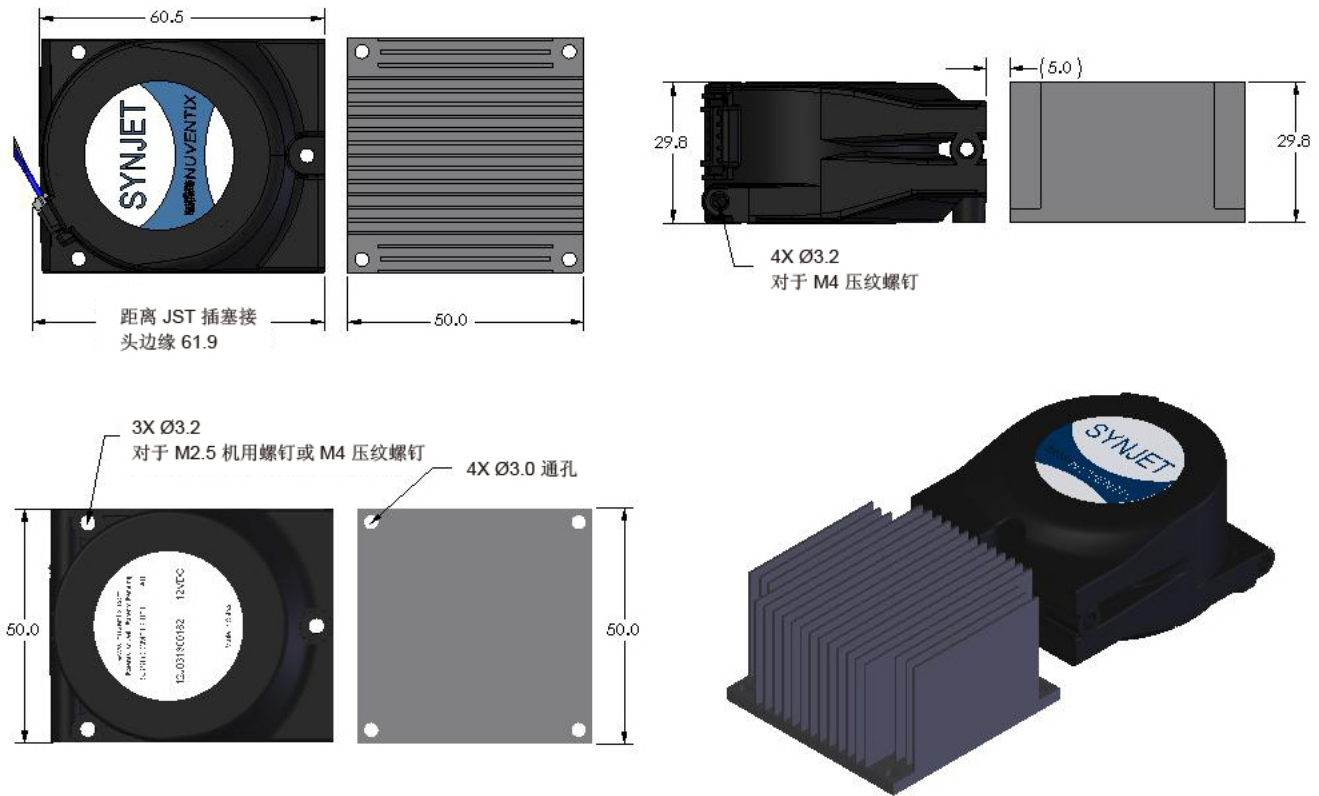 60.5
SYNJET
NUVENTIX
距离 JST 插塞接
头边缘 61.9
50.0
(5.0)
29.8
29.8
4X Ø3.2
对于 M4 压纹螺钉
3X Ø3.2
对于 M2.5 机用螺钉或 M4 压纹螺钉
4X Ø3.0 通孔
50.0
12VDC
50.0
SYNJET
NUVENTIX